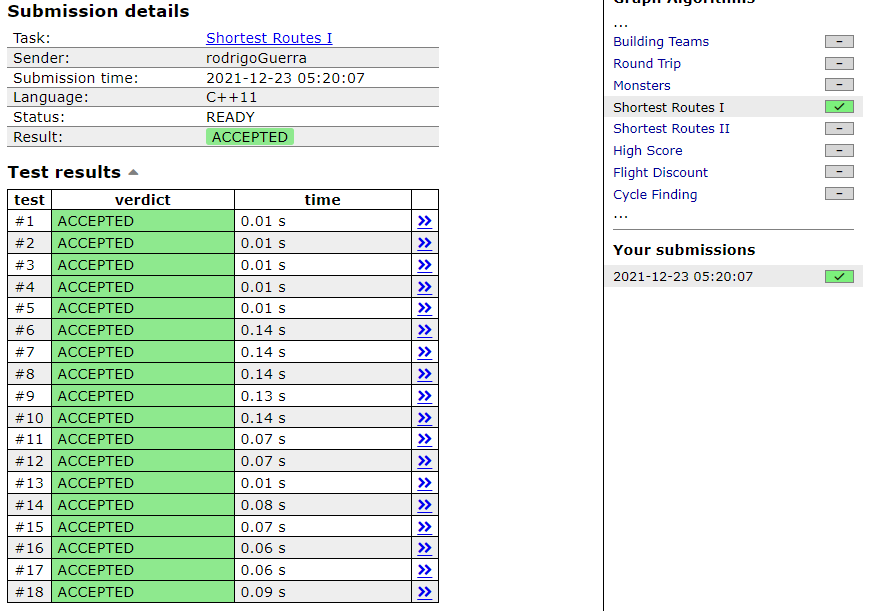 Submission details
Task: Shortest Routes I
Sender: rodrigoGuerra
Submission time: 2021-12-23 05:20:07
Language: C++11
Status: READY
Result: ACCEPTED
Test results
test verdict time
#1 ACCEPTED 0.01 s »
#2 ACCEPTED 0.01 s »
#3 ACCEPTED 0.01 s »
#4 ACCEPTED 0.01 s »
#5 ACCEPTED 0.01 s »
#6 ACCEPTED 0.14 s »
#7 ACCEPTED 0.14 s »
#8 ACCEPTED 0.14 s »
#9 ACCEPTED 0.13 s »
#10 ACCEPTED 0.14 s »
#11 ACCEPTED 0.07 s »
#12 ACCEPTED 0.07 s »
#13 ACCEPTED 0.01 s »
#14 ACCEPTED 0.08 s »
#15 ACCEPTED 0.07 s »
#16 ACCEPTED 0.06 s »
#17 ACCEPTED 0.06 s »
#18 ACCEPTED 0.09 s »
Graph Algorithms
...
Building Teams –
Round Trip –
Monsters –
Shortest Routes I ✓
Shortest Routes II –
High Score –
Flight Discount –
Cycle Finding –
...
Your submissions
2021-12-23 05:20:07 ✓